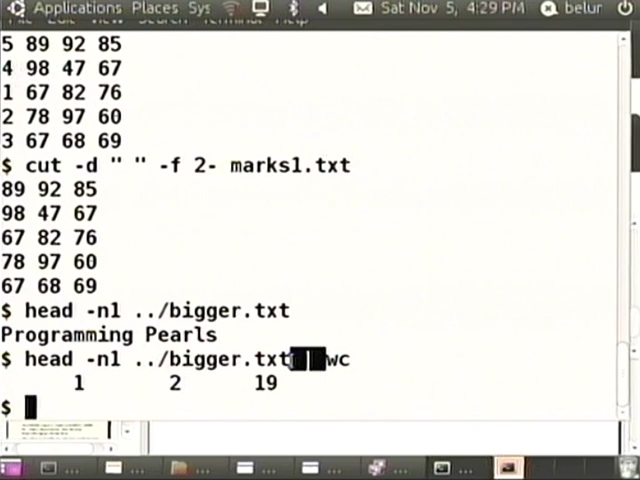 Applications Places Sys Sat Nov 5, 4:29 PM belur
5 89 92 85
4 98 47 67
1 67 82 76
2 78 97 60
3 67 68 69
$ cut -d " " -f 2- marks1.txt
89 92 85
98 47 67
67 82 76
78 97 60
67 68 69
$ head -n1 ../bigger.txt
Programming Pearls
$ head -n1 ../bigger.txt | wc
1 2 19
$